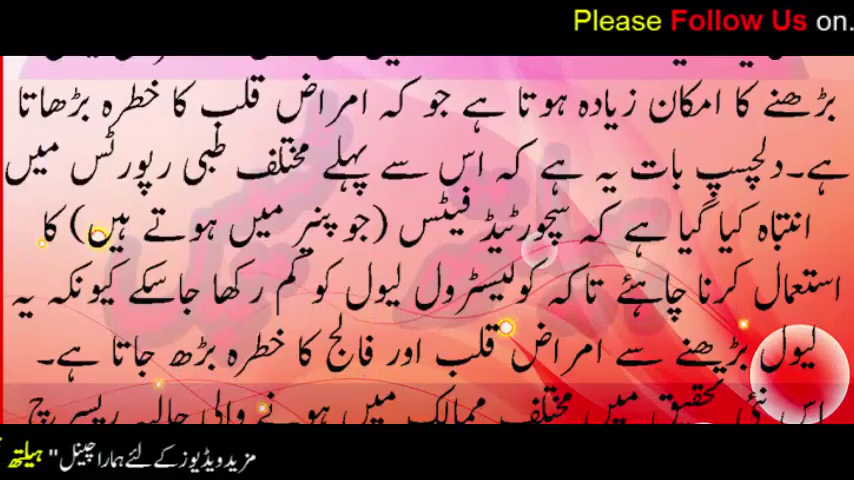 Please Follow Us on.
بڑھنے کا امکان زیادہ ہوتا ہے جو کہ امراض قلب کا خطرہ بڑھاتا
ہے۔دلچسپ بات یہ ہے کہ اس سے پہلے مختلف طبی رپورٹس میں
انتباہ کیا گیا ہے کہ سچورٹیڈ فیٹس (جو پنیر میں ہوتے ہیں) کا
استعمال کرنا چاہئے تاکہ کولیسٹرول لیول کو کم رکھا جاسکے کیونکہ یہ
لیول بڑھنے سے امراض قلب اور فالج کا خطرہ بڑھ جاتا ہے۔
اس نئی تحقیق میں مختلف ممالک میں ہونے والی حالیہ ریسرچ
مزید ویڈیوز کے لئے ہمارا چینل "ہیلتھ